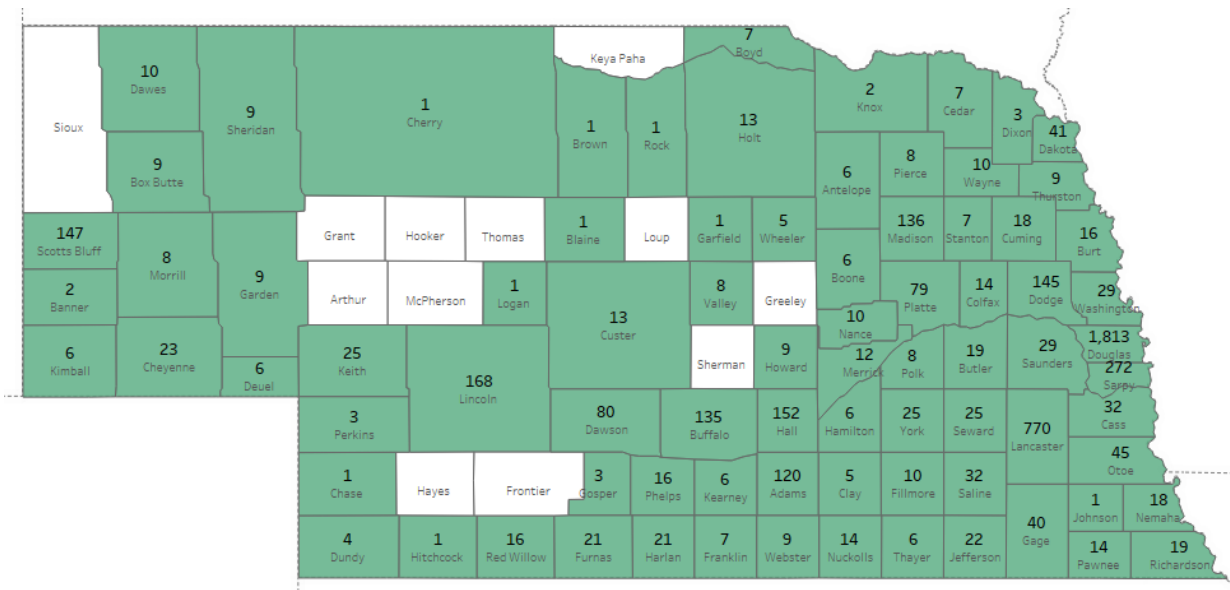 7
Boyd
Keya Paha
10
Dawes
9
Sheridan
1
Cherry
2
Knox
7
Cedar
3
Dixon
41
Dakota
Sioux
1
Brown
1
Rock
13
Holt
9
Box Butte
6
Antelope
8
Pierce
10
Wayne
9
Thurston
147
Scotts Bluff
8
Morrill
9
Garden
Grant
Hooker
Thomas
1
Blaine
Loup
1
Garfield
5
Wheeler
136
Madison
7
Stanton
18
Cuming
16
Burt
2
Banner
Arthur
McPherson
1
Logan
13
Custer
8
Valley
Greeley
6
Boone
79
Platte
14
Colfax
145
Dodge
29
Washington
10
Nance
6
Kimball
23
Cheyenne
6
Deuel
25
Keith
168
Lincoln
Sherman
9
Howard
12
Merrick
8
Polk
19
Butler
29
Saunders
1,813
Douglas
272
Sarpy
3
Perkins
80
Dawson
135
Buffalo
152
Hall
6
Hamilton
25
York
25
Seward
770
Lancaster
32
Cass
45
Otoe
1
Chase
Hayes
Frontier
3
Gosper
16
Phelps
6
Kearney
120
Adams
5
Clay
10
Fillmore
32
Saline
1
Johnson
18
Nemaha
4
Dundy
1
Hitchcock
16
Red Willow
21
Furnas
21
Harlan
7
Franklin
9
Webster
14
Nuckolls
6
Thayer
22
Jefferson
40
Gage
14
Pawnee
19
Richardson